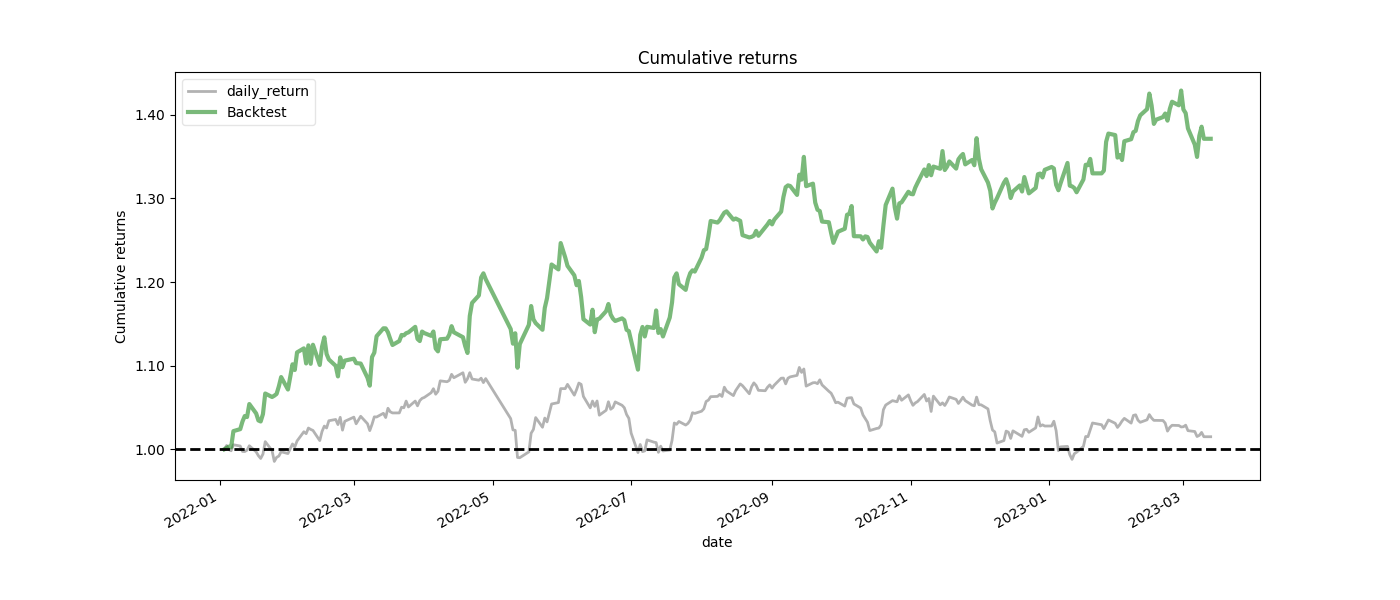 Cumulative returns
daily_return
Backtest
Cumulative returns
1.40
1.30
1.20
1.10
1.00
2022-01
2022-03
2022-05
2022-07
2022-09
2022-11
2023-01
2023-03
date